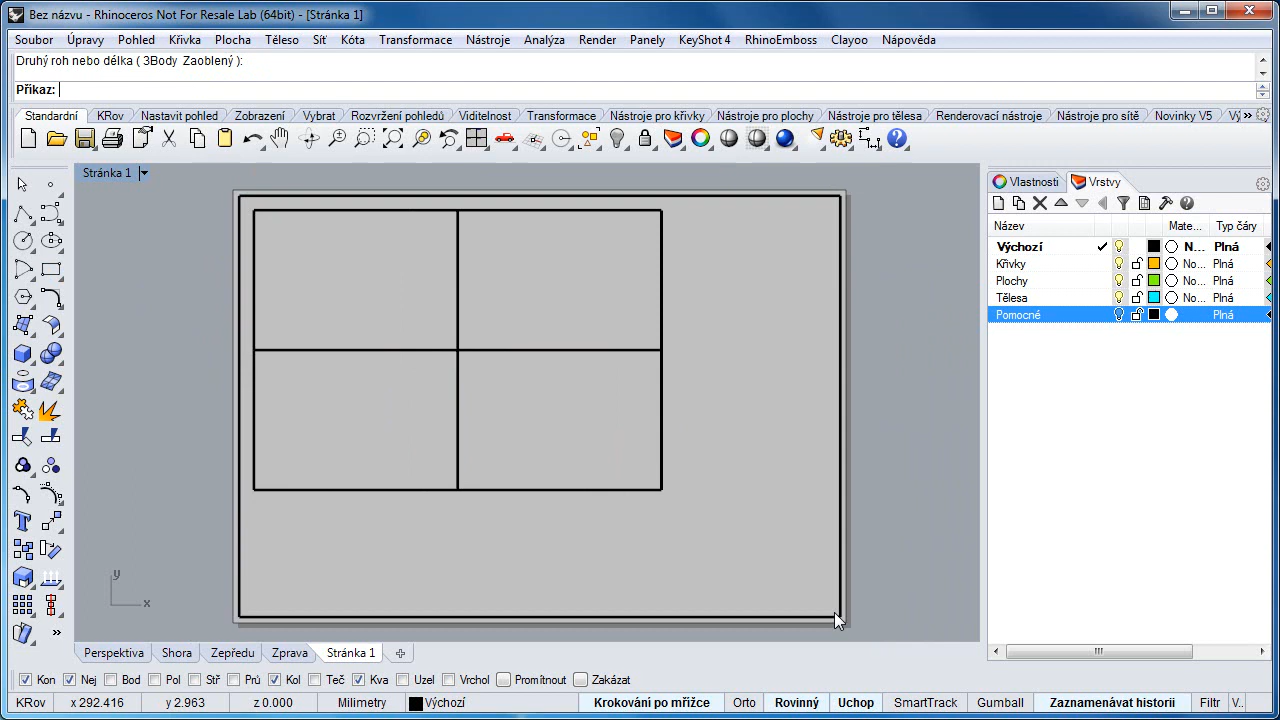 Bez názvu - Rhinoceros Not For Resale Lab (64bit) - [Stránka 1]
Soubor Úpravy Pohled Křivka Plocha Těleso Síť Kóta Transformace Nástroje Analýza Render Panely KeyShot 4 RhinoEmboss Clayoo Nápověda
Druhý roh nebo délka ( 3Body Zaoblený ):
Příkaz:
Standardní KRov Nastavit pohled Zobrazení Vybrat Rozvržení pohledů Viditelnost Transformace Nástroje pro křivky Nástroje pro plochy Nástroje pro tělesa Renderovací nástroje Nástroje pro sítě Novinky V5 Vý »
Stránka 1
Vlastnosti Vrstvy
Název Mate... Typ čáry
Výchozí N... Plná
Křivky No... Plná
Plochy No... Plná
Tělesa No... Plná
Pomocné Plná
y
x
Perspektiva Shora Zepředu Zprava Stránka 1
Kon Nej Bod Pol Stř Prů Kol Teč Kva Uzel Vrchol Promítnout Zakázat
KRov x 292.416 y 2.963 z 0.000 Milimetry Výchozí Krokování po mřížce Orto Rovinný Uchop SmartTrack Gumball Zaznamenávat historii Filtr V..